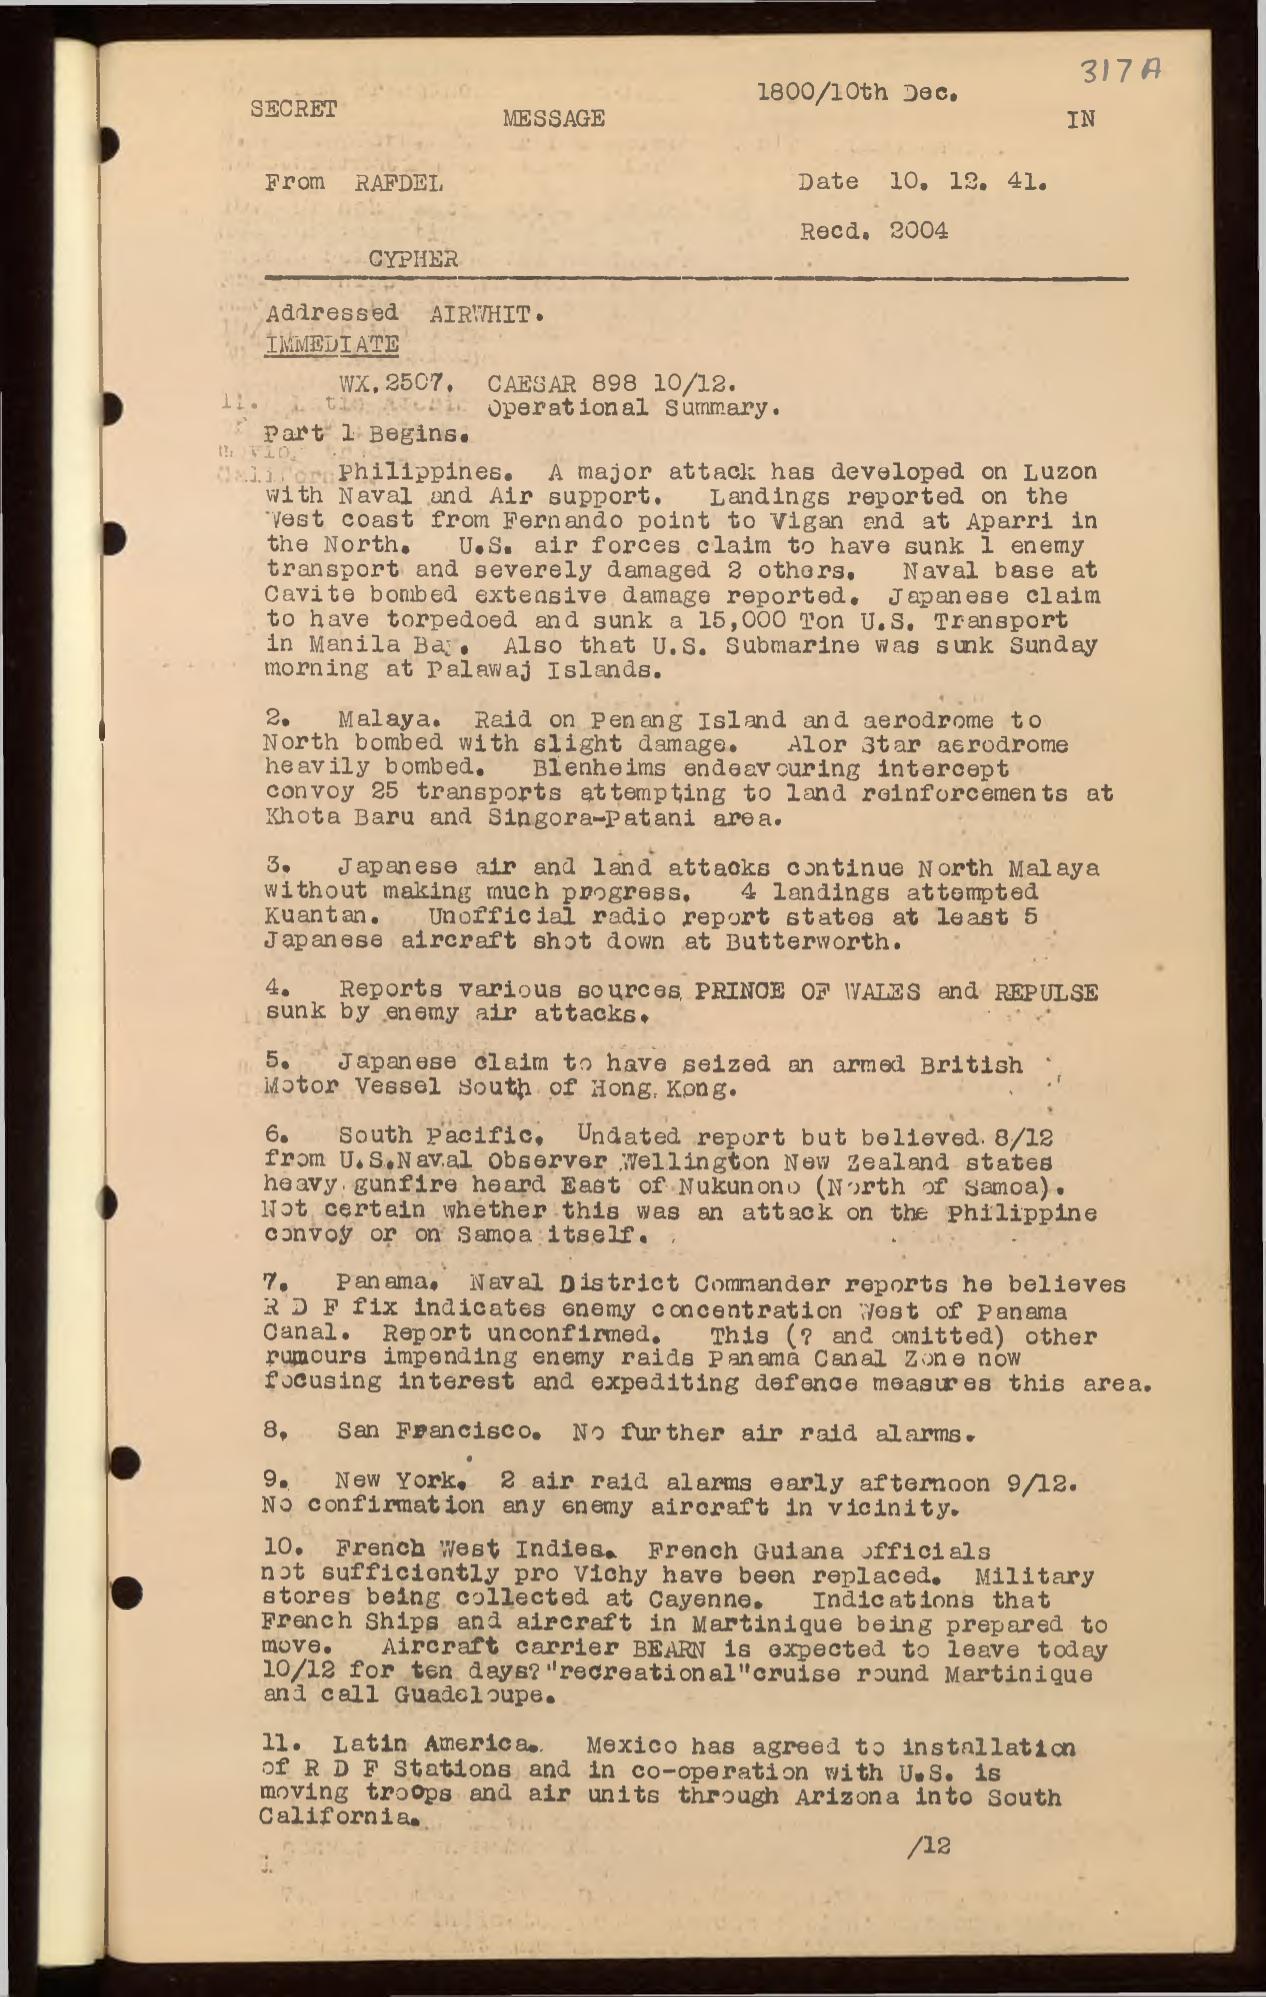 317A
1800/10th Dec.
SECRET
MESSAGE
IN
From RAFDEL
Date 10. 12. 41.
Recd. 2004
CYPHER
Addressed AIRWHIT.
IMMEDIATE
WX.2507. CAESAR 898 10/12.
Operational Summary.
Part 1 Begins.
Philippines. A major attack has developed on Luzon
with Naval and Air support. Landings reported on the
West coast from Fernando point to Vigan and at Aparri in
the North. U.S. air forces claim to have sunk 1 enemy
transport and severely damaged 2 others. Naval base at
Cavite bombed extensive damage reported. Japanese claim
to have torpedoed and sunk a 15,000 Ton U.S. Transport
in Manila Bay. Also that U.S. Submarine was sunk Sunday
morning at Palawaj Islands.
2. Malaya. Raid on Penang Island and aerodrome to
North bombed with slight damage. Alor Star aerodrome
heavily bombed. Blenheims endeavouring intercept
convoy 25 transports attempting to land reinforcements at
Khota Baru and Singora-Patani area.
3. Japanese air and land attacks continue North Malaya
without making much progress. 4 landings attempted
Kuantan. Unofficial radio report states at least 5
Japanese aircraft shot down at Butterworth.
4. Reports various sources PRINCE OF WALES and REPULSE
sunk by enemy air attacks.
5. Japanese claim to have seized an armed British
Motor Vessel South of Hong Kong.
6. South Pacific. Undated report but believed 8/12
from U.S.Naval Observer Wellington New Zealand states
heavy gunfire heard East of Nukunono (North of Samoa).
Not certain whether this was an attack on the Philippine
convoy or on Samoa itself.
7. Panama. Naval District Commander reports he believes
R D F fix indicates enemy concentration West of Panama
Canal. Report unconfirmed. This (? and omitted) other
rumours impending enemy raids Panama Canal Zone now
focusing interest and expediting defence measures this area.
8. San Francisco. No further air raid alarms.
9. New York. 2 air raid alarms early afternoon 9/12.
No confirmation any enemy aircraft in vicinity.
10. French West Indies. French Guiana officials
not sufficiently pro Vichy have been replaced. Military
stores being collected at Cayenne. Indications that
French Ships and aircraft in Martinique being prepared to
move. Aircraft carrier BEARN is expected to leave today
10/12 for ten days?"recreational"cruise round Martinique
and call Guadeloupe.
11. Latin America. Mexico has agreed to installation
of R D F Stations and in co-operation with U.S. is
moving troops and air units through Arizona into South
California.
/12